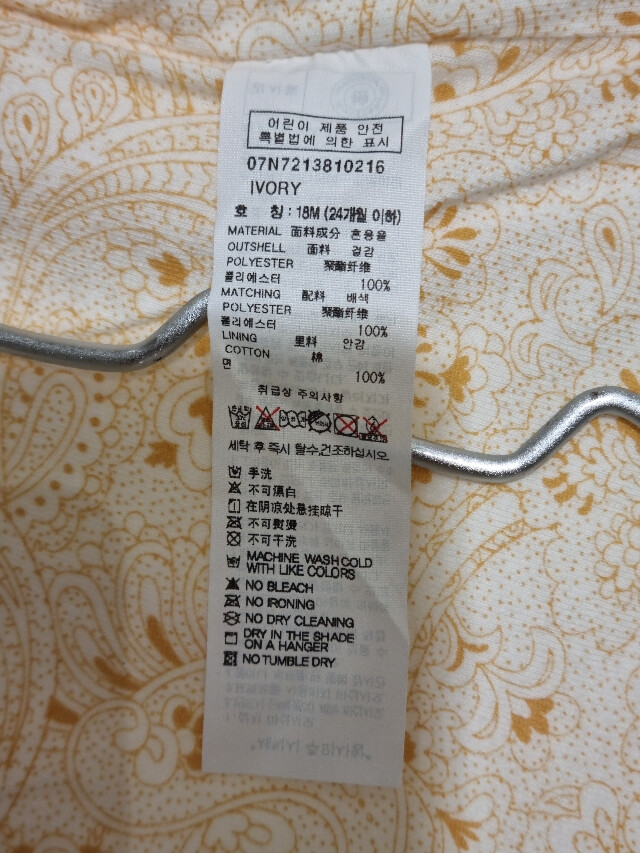 어린이 제품 안전
특별법에 의한 표시
07N7213810216
IVORY
호 칭 : 18M (24개월 이하)
MATERIAL 面料成分 혼용율
OUTSHELL 面料 겉감
POLYESTER 聚酯纤维
폴리에스터 100%
MATCHING 配料 배색
POLYESTER 聚酯纤维
폴리에스터 100%
LINING 里料 안감
COTTON 棉
면 100%
취급상 주의사항
세탁 후 즉시 탈수,건조하십시오.
手洗
不可漂白
在阴凉处悬挂晾干
不可熨烫
不可干洗
MACHINE WASH COLD
WITH LIKE COLORS
NO BLEACH
NO IRONING
NO DRY CLEANING
DRY IN THE SHADE
ON A HANGER
NO TUMBLE DRY